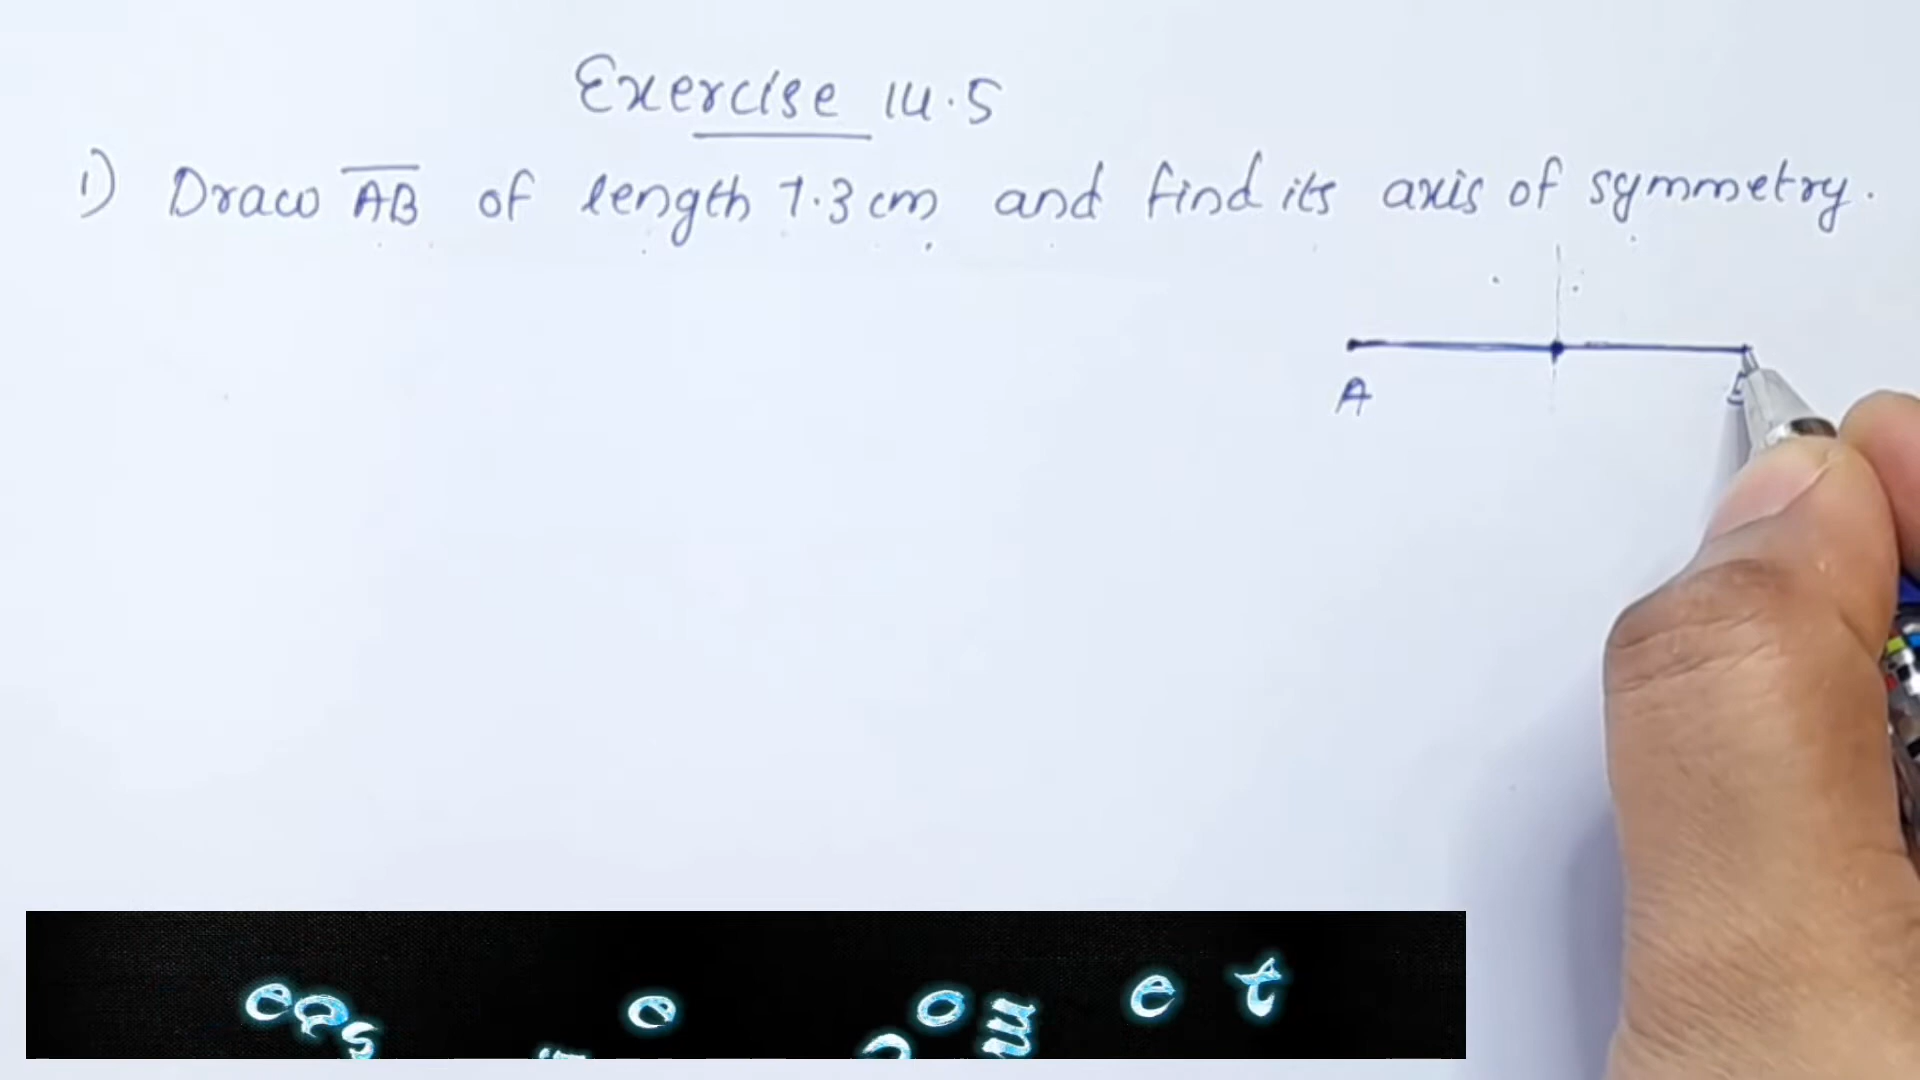 Exercise 14.5
1) Draw AB of length 7.3 cm and find its axis of symmetry.
A